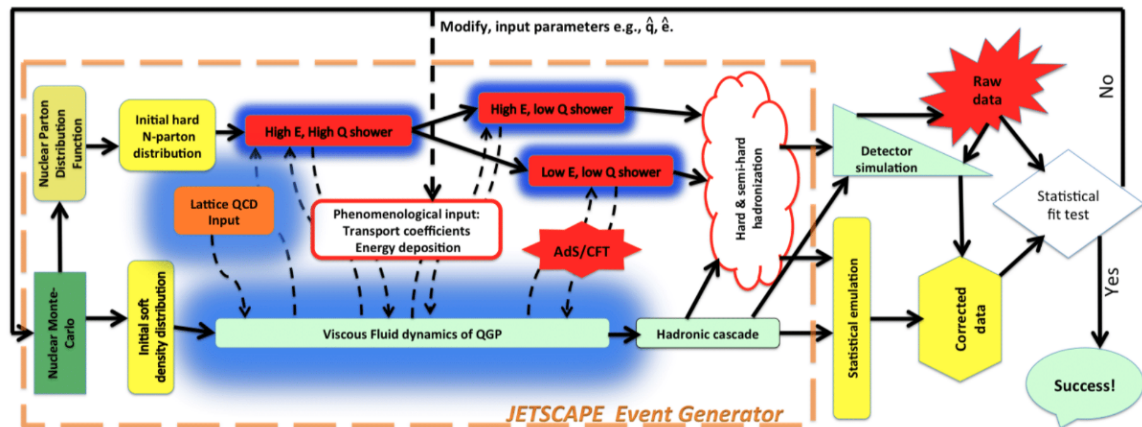 Modify, input parameters e.g., q̂, ê.
Nuclear Parton
Distribution
Function
Initial hard
N-parton
distribution
High E, High Q shower
High E, low Q shower
Low E, low Q shower
Hard & semi-hard
hadronization
Raw
data
No
Detector
simulation
Statistical
fit test
Lattice QCD
Input
Phenomenological input:
Transport coefficients
Energy deposition
AdS/CFT
Nuclear Monte-
Carlo
Initial soft
density distribution
Viscous Fluid dynamics of QGP
Hadronic cascade
Statistical emulation
Corrected
data
Yes
Success!
JETSCAPE Event Generator